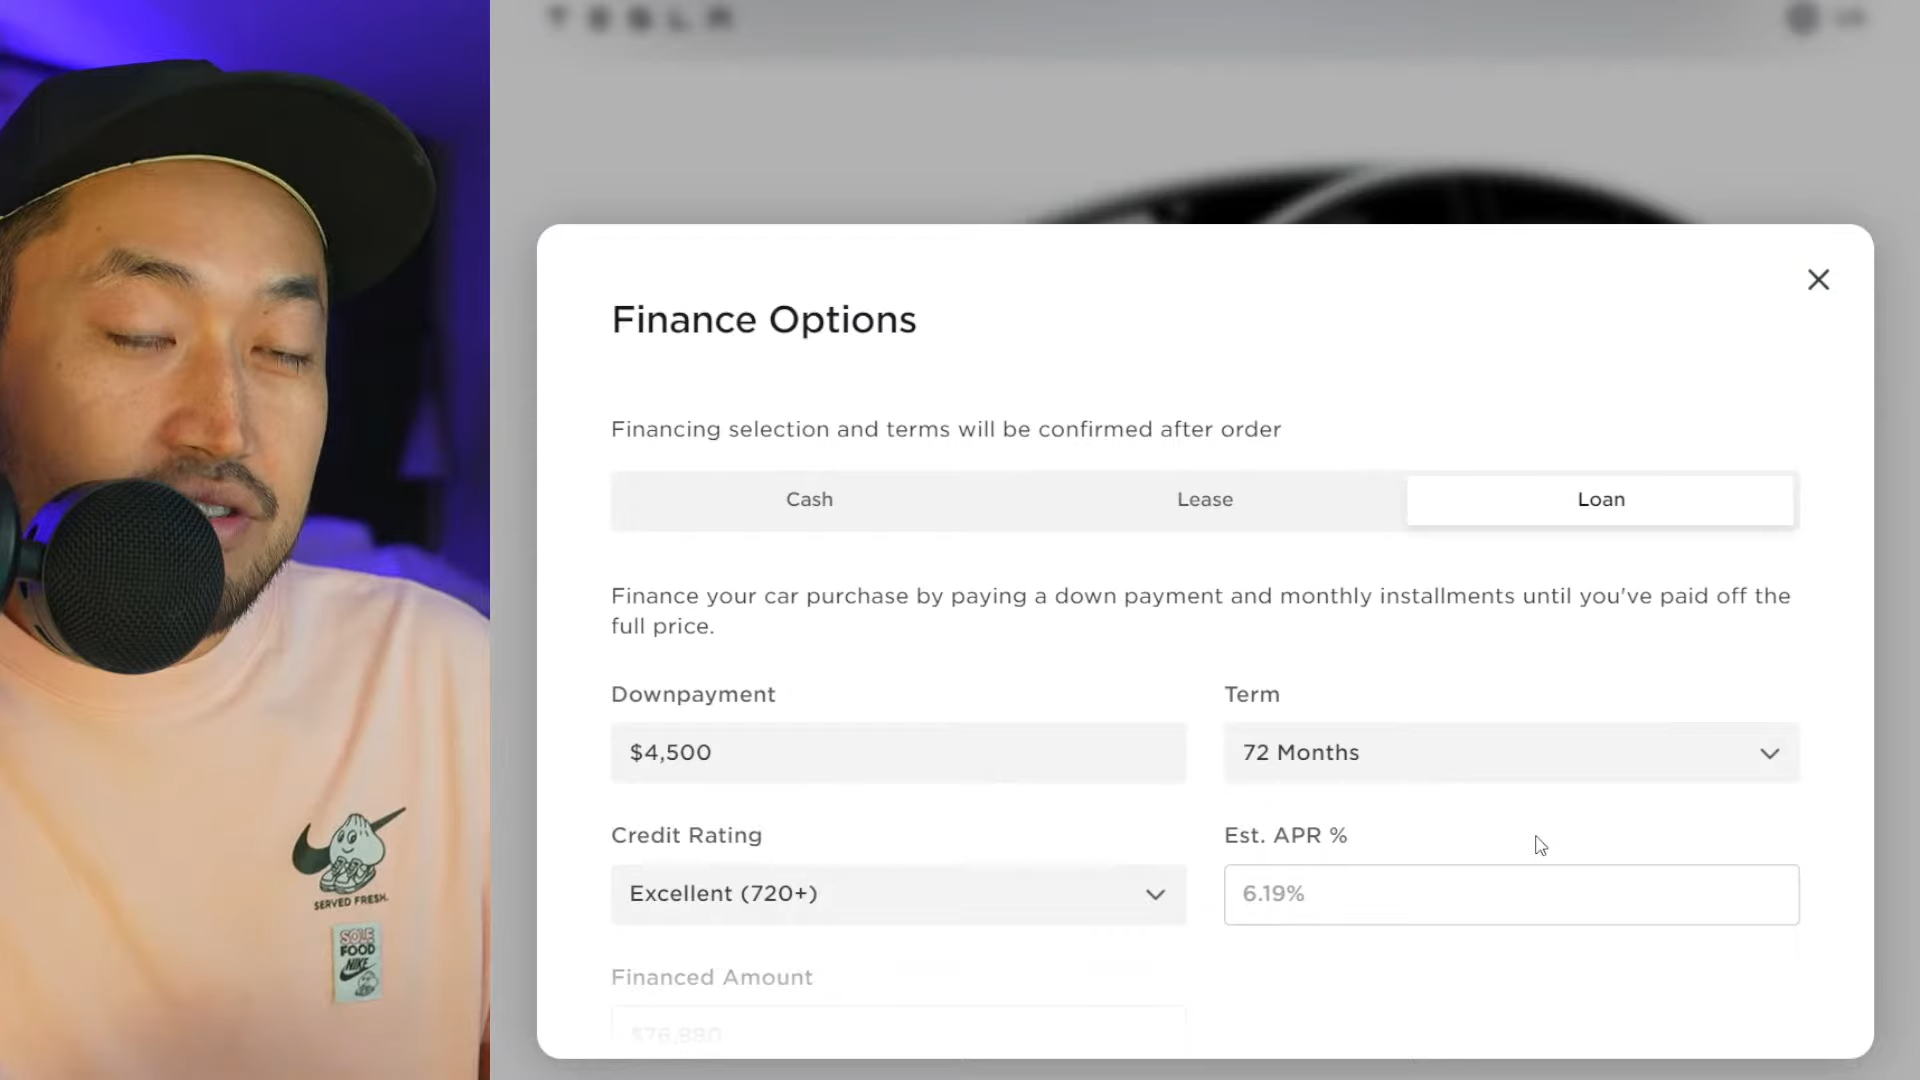 TESLA
Finance Options
Financing selection and terms will be confirmed after order
Cash
Lease
Loan
Finance your car purchase by paying a down payment and monthly installments until you've paid off the
full price.
Downpayment
Term
$4,500
72 Months
Credit Rating
Est. APR %
Excellent (720+)
6.19%
Financed Amount
SERVED FRESH.
SOLE
FOOD
NIKE